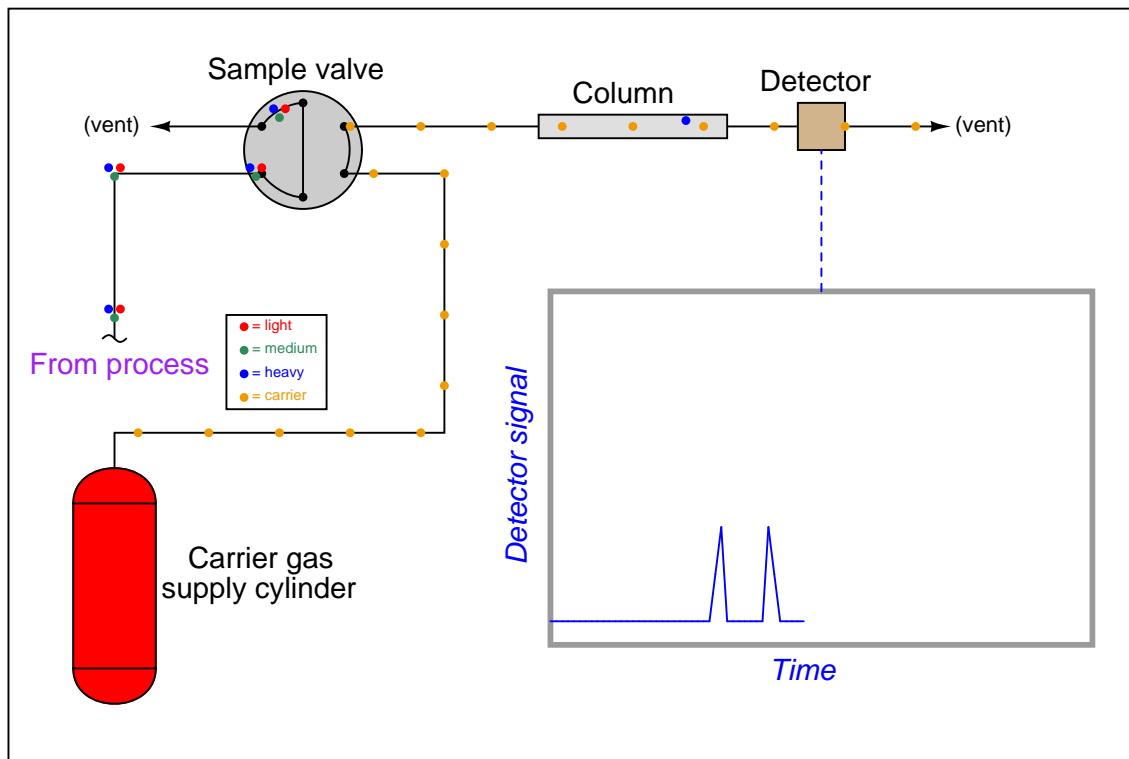 Sample valve
Column
Detector
(vent)
(vent)
From process
= light
= medium
= heavy
= carrier
Detector signal
Carrier gas
supply cylinder
Time